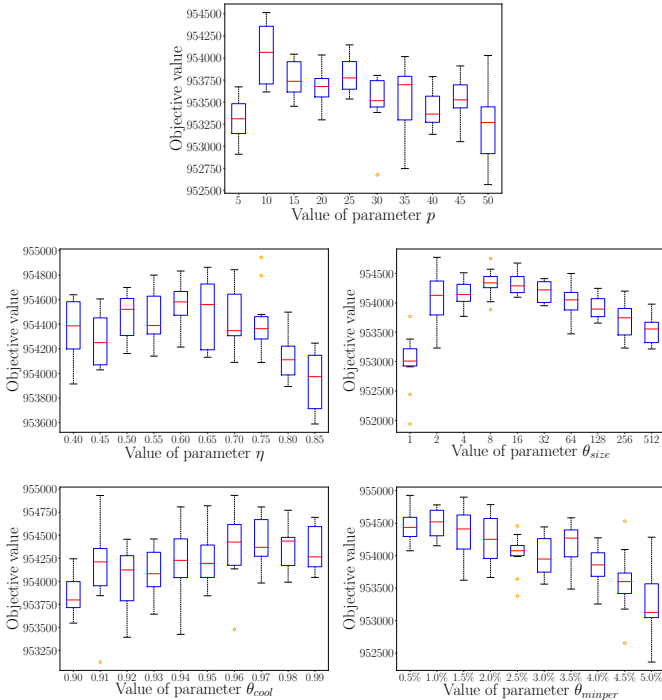 954500
954250
954000
953750
953500
953250
953000
952750
952500
Objective value
5 10 15 20 25 30 35 40 45 50
Value of parameter p
955000
954800
954600
954400
954200
954000
953800
953600
Objective value
0.40 0.45 0.50 0.55 0.60 0.65 0.70 0.75 0.80 0.85
Value of parameter η
954500
954000
953500
953000
952500
952000
Objective value
1 2 4 8 16 32 64 128 256 512
Value of parameter θsize
955000
954750
954500
954250
954000
953750
953500
953250
Objective value
0.90 0.91 0.92 0.93 0.94 0.95 0.96 0.97 0.98 0.99
Value of parameter θcool
955000
954500
954000
953500
953000
952500
Objective value
0.5% 1.0% 1.5% 2.0% 2.5% 3.0% 3.5% 4.0% 4.5% 5.0%
Value of parameter θminper